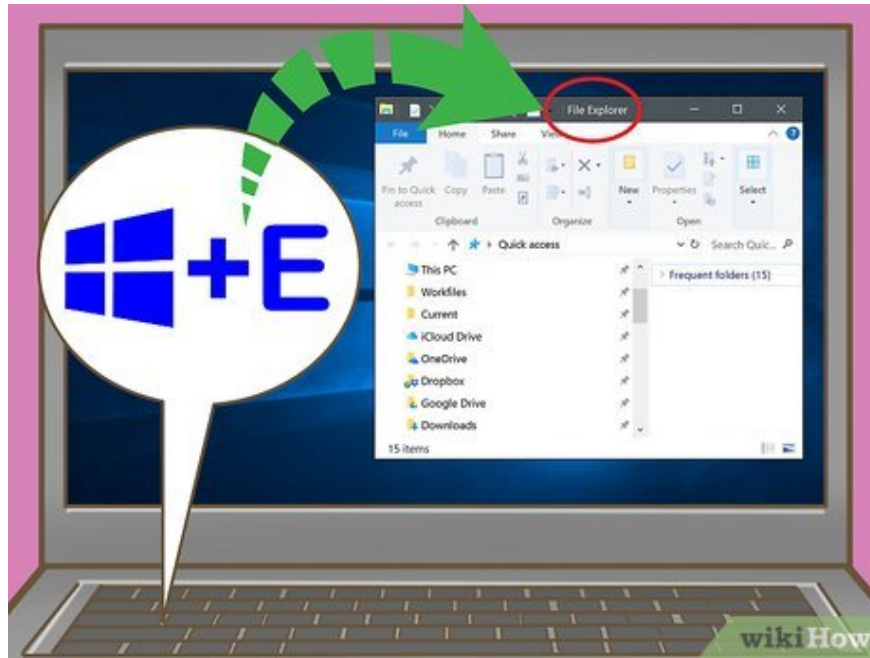 +E
File Explorer
File Home Share View
Pin to Quick access
Copy
Paste
New
Properties
Select
Clipboard
Organize
Open
Quick access
Search Quic...
This PC
Workfiles
Current
iCloud Drive
OneDrive
Dropbox
Google Drive
Downloads
Frequent folders (15)
15 items
wikiHow